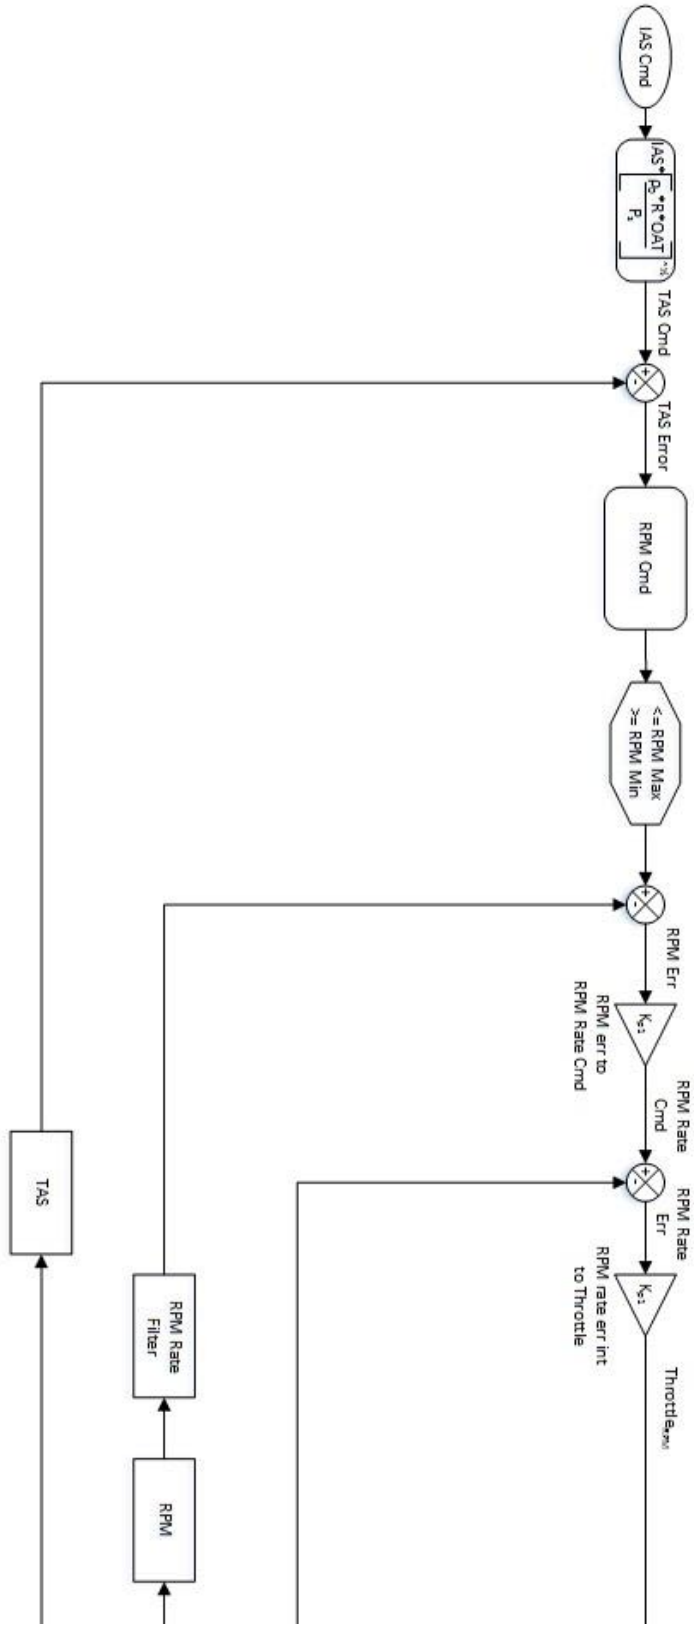 IAS Cmd
IAS*
ρ₀*R*OAT
Pₛ
^½
TAS Cmd
+
-
TAS Error
RPM Cmd
<= RPM Max
>= RPM Min
+
-
RPM Err
RPM err to
RPM Rate Cmd
RPM Rate
Cmd
+
-
RPM Rate
Err
RPM rate err int
to Throttle
Throttle
TAS
RPM Rate
Filter
RPM